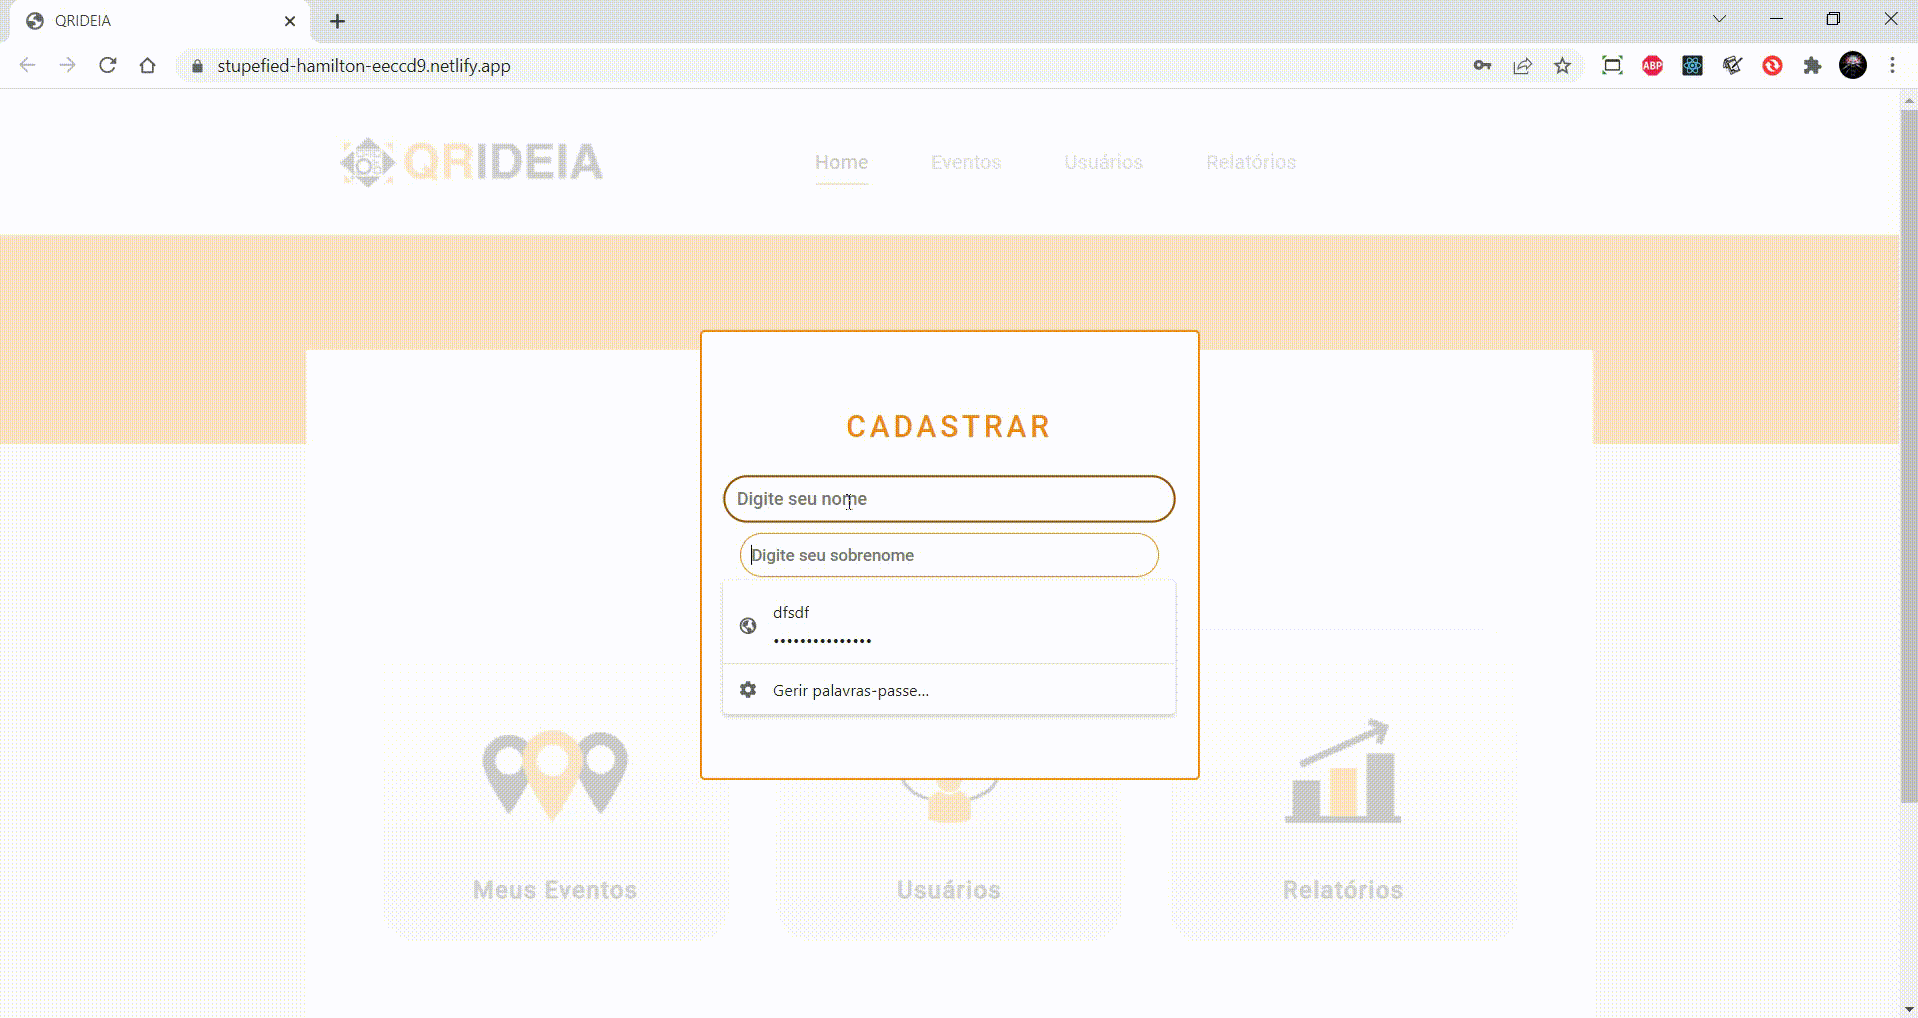 QRIDEIA
stupefied-hamilton-eeccd9.netlify.app
ABP
QRIDEIA
Home
Eventos
Usuários
Relatórios
CADASTRAR
Digite seu nome
Digite seu sobrenome
dfsdf
•••••••••••••••
Gerir palavras-passe...
Meus Eventos
Usuários
Relatórios